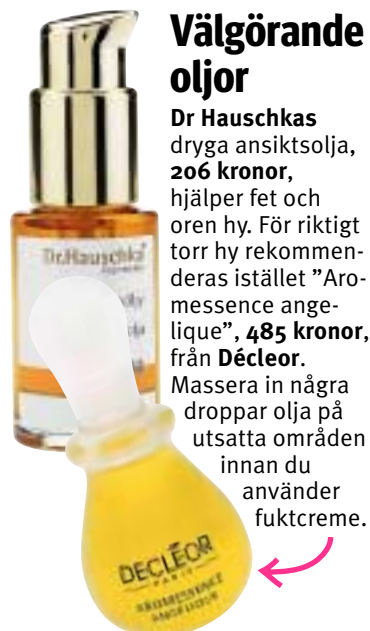 Välgörande
oljor
Dr Hauschkas
dryga ansiktsolja,
206 kronor,
hjälper fet och
oren hy. För riktigt
torr hy rekommen-
deras istället ”Aro-
messence ange-
lique”, 485 kronor,
från Décleor.
Massera in några
droppar olja på
utsatta områden
innan du
använder
fuktcreme.
Dr.Hauschka
DECLÉOR
PARIS
AROMESSENCE